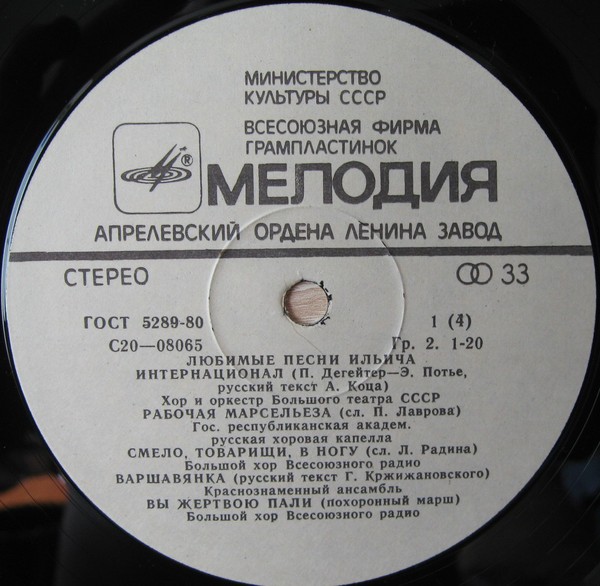 МИНИСТЕРСТВО
КУЛЬТУРЫ СССР
ВСЕСОЮЗНАЯ ФИРМА
ГРАМПЛАСТИНОК
®
МЕЛОДИЯ
АПРЕЛЕВСКИЙ ОРДЕНА ЛЕНИНА ЗАВОД
СТЕРЕО 33
ГОСТ 5289-80 1 (4)
С20—08065 Гр. 2. 1-20
ЛЮБИМЫЕ ПЕСНИ ИЛЬИЧА
ИНТЕРНАЦИОНАЛ (П. Дегейтер—Э. Потье,
русский текст А. Коца)
Хор и оркестр Большого театра СССР
РАБОЧАЯ МАРСЕЛЬЕЗА (сл. П. Лаврова)
Гос. республиканская академ.
русская хоровая капелла
СМЕЛО, ТОВАРИЩИ, В НОГУ (сл. Л. Радина)
Большой хор Всесоюзного радио
ВАРШАВЯНКА (русский текст Г. Кржижановского)
Краснознаменный ансамбль
ВЫ ЖЕРТВОЮ ПАЛИ (похоронный марш)
Большой хор Всесоюзного радио